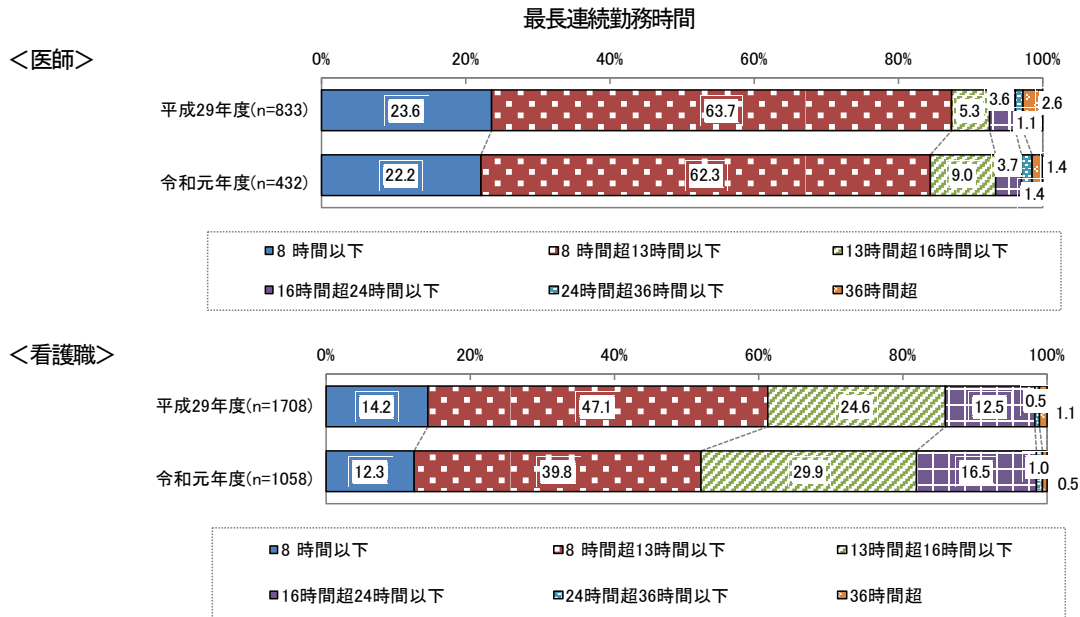 最長連続勤務時間
＜医師＞
0% 20% 40% 60% 80% 100%
平成29年度(n=833) 23.6 63.7 5.3 3.6 1.1 2.6
令和元年度(n=432) 22.2 62.3 9.0 3.7 1.4 1.4
8 時間以下 8 時間超13時間以下 13時間超16時間以下
16時間超24時間以下 24時間超36時間以下 36時間超
＜看護職＞
0% 20% 40% 60% 80% 100%
平成29年度(n=1708) 14.2 47.1 24.6 12.5 0.5 1.1
令和元年度(n=1058) 12.3 39.8 29.9 16.5 1.0 0.5
8 時間以下 8 時間超13時間以下 13時間超16時間以下
16時間超24時間以下 24時間超36時間以下 36時間超